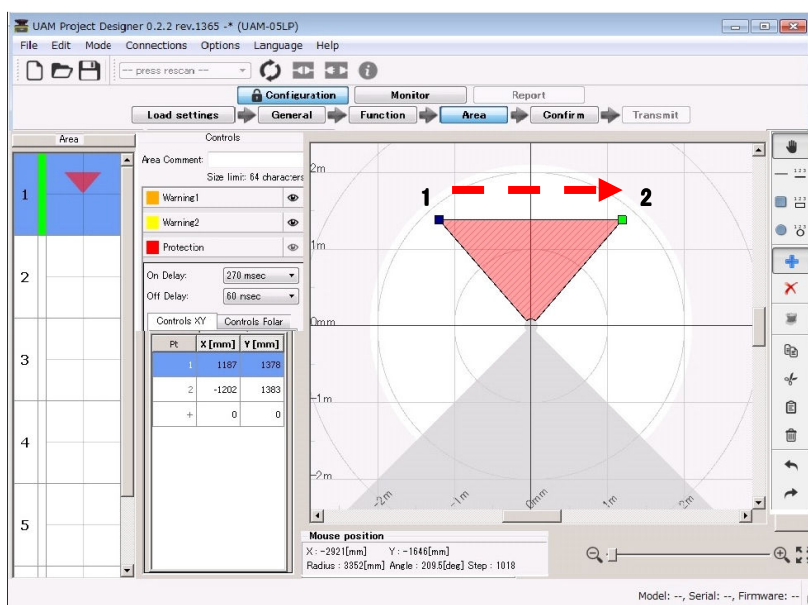 UAM Project Designer 0.2.2 rev.1365 -* (UAM-05LP)
File Edit Mode Connections Options Language Help
-- press rescan --
Configuration Monitor Report
Load settings General Function Area Confirm Transmit
Area
Controls
Area Comment:
Size limit: 64 characters
Warning1
Warning2
Protection
On Delay: 270 msec
Off Delay: 60 msec
Controls XY Controls Polar
Pt X [mm] Y [mm]
1 1187 1378
2 -1202 1383
+ 0 0
1
2
3
4
5
1 2
2m
1m
0mm
-1m
-2m
-2m -1m 0mm 1m 2m
123
123
123
Mouse position
X : -2921[mm] Y : -1646[mm]
Radius : 3352[mm] Angle : 209.5[deg] Step : 1018
Model: --, Serial: --, Firmware: --